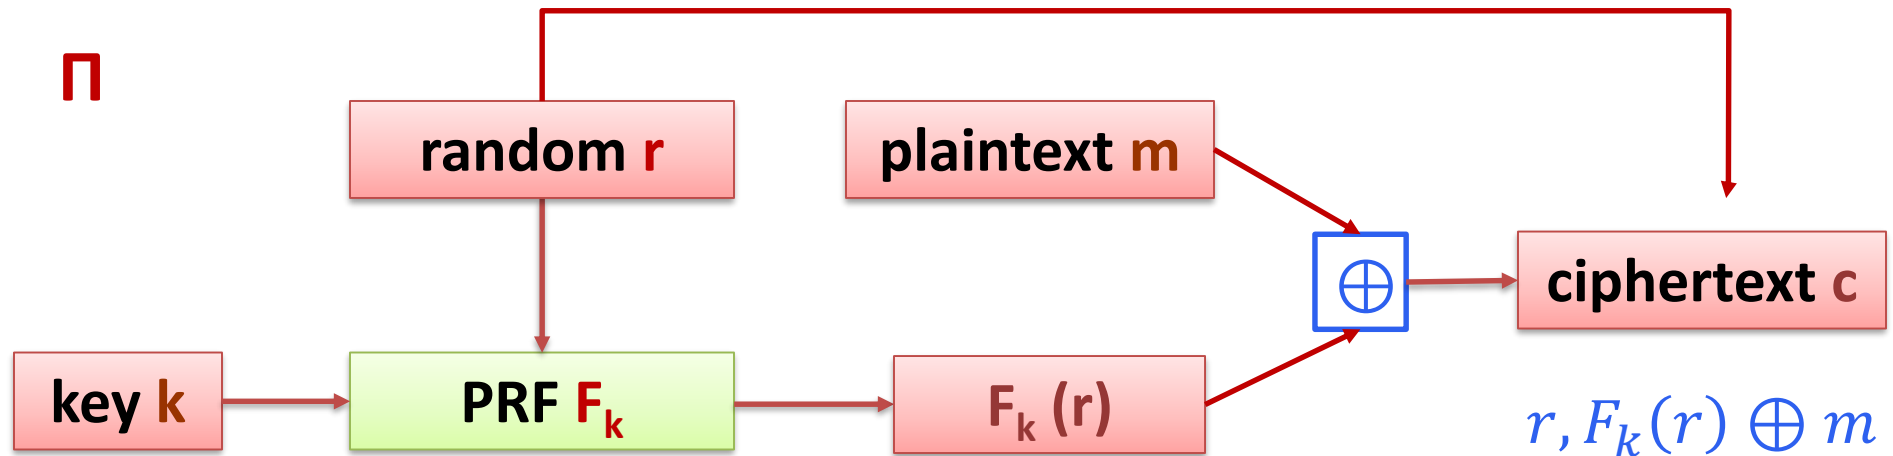 Π
random r
plaintext m
⊕
ciphertext c
key k
PRF Fₖ
Fₖ (r)
r, Fₖ(r) ⊕ m